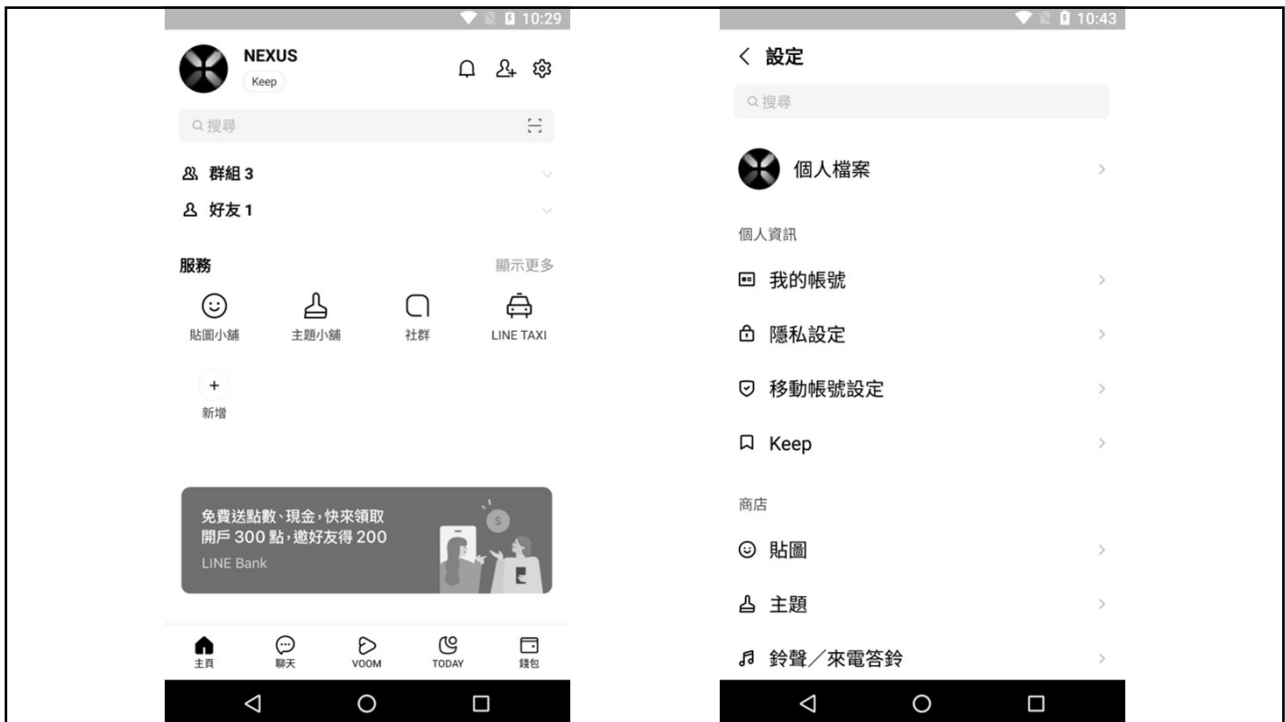 10:29
NEXUS
Keep
搜尋
群組 3
好友 1
服務
顯示更多
貼圖小舖
主題小舖
社群
LINE TAXI
新增
免費送點數、現金,快來領取
開戶 300 點,邀好友得 200
LINE Bank
主頁
聊天
VOOM
TODAY
錢包
10:43
設定
搜尋
個人檔案
個人資訊
我的帳號
隱私設定
移動帳號設定
Keep
商店
貼圖
主題
鈴聲／來電答鈴